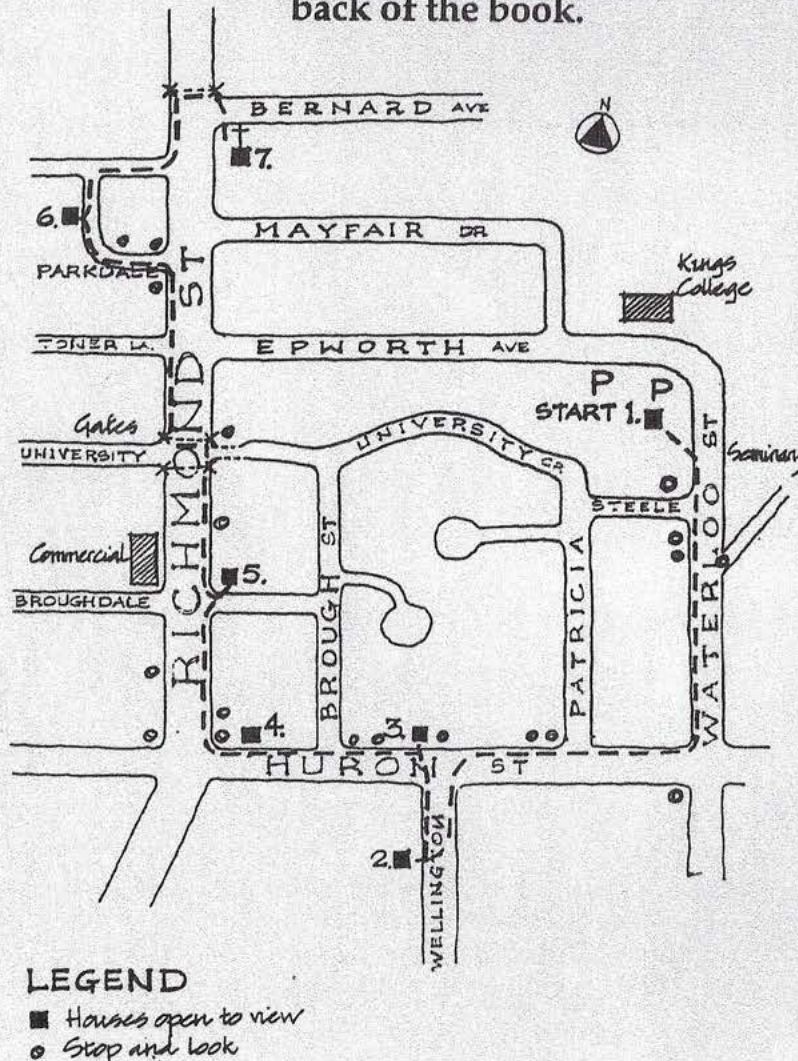 back of the book.
BERNARD AVE
N
7.
6.
MAYFAIR DR
PARKDALE
Kings
College
TONER LA.
EPWORTH AVE
P P
START 1.
Gates
UNIVERSITY
UNIVERSITY CR
Seminary
STEELE
RICHMOND ST
Commercial
5.
BROUGHDALE
BROUGH ST
PATRICIA
WATERLOO ST
4.
3.
HURON ST
2.
WELLINGTON
LEGEND
Houses open to view
Stop and look